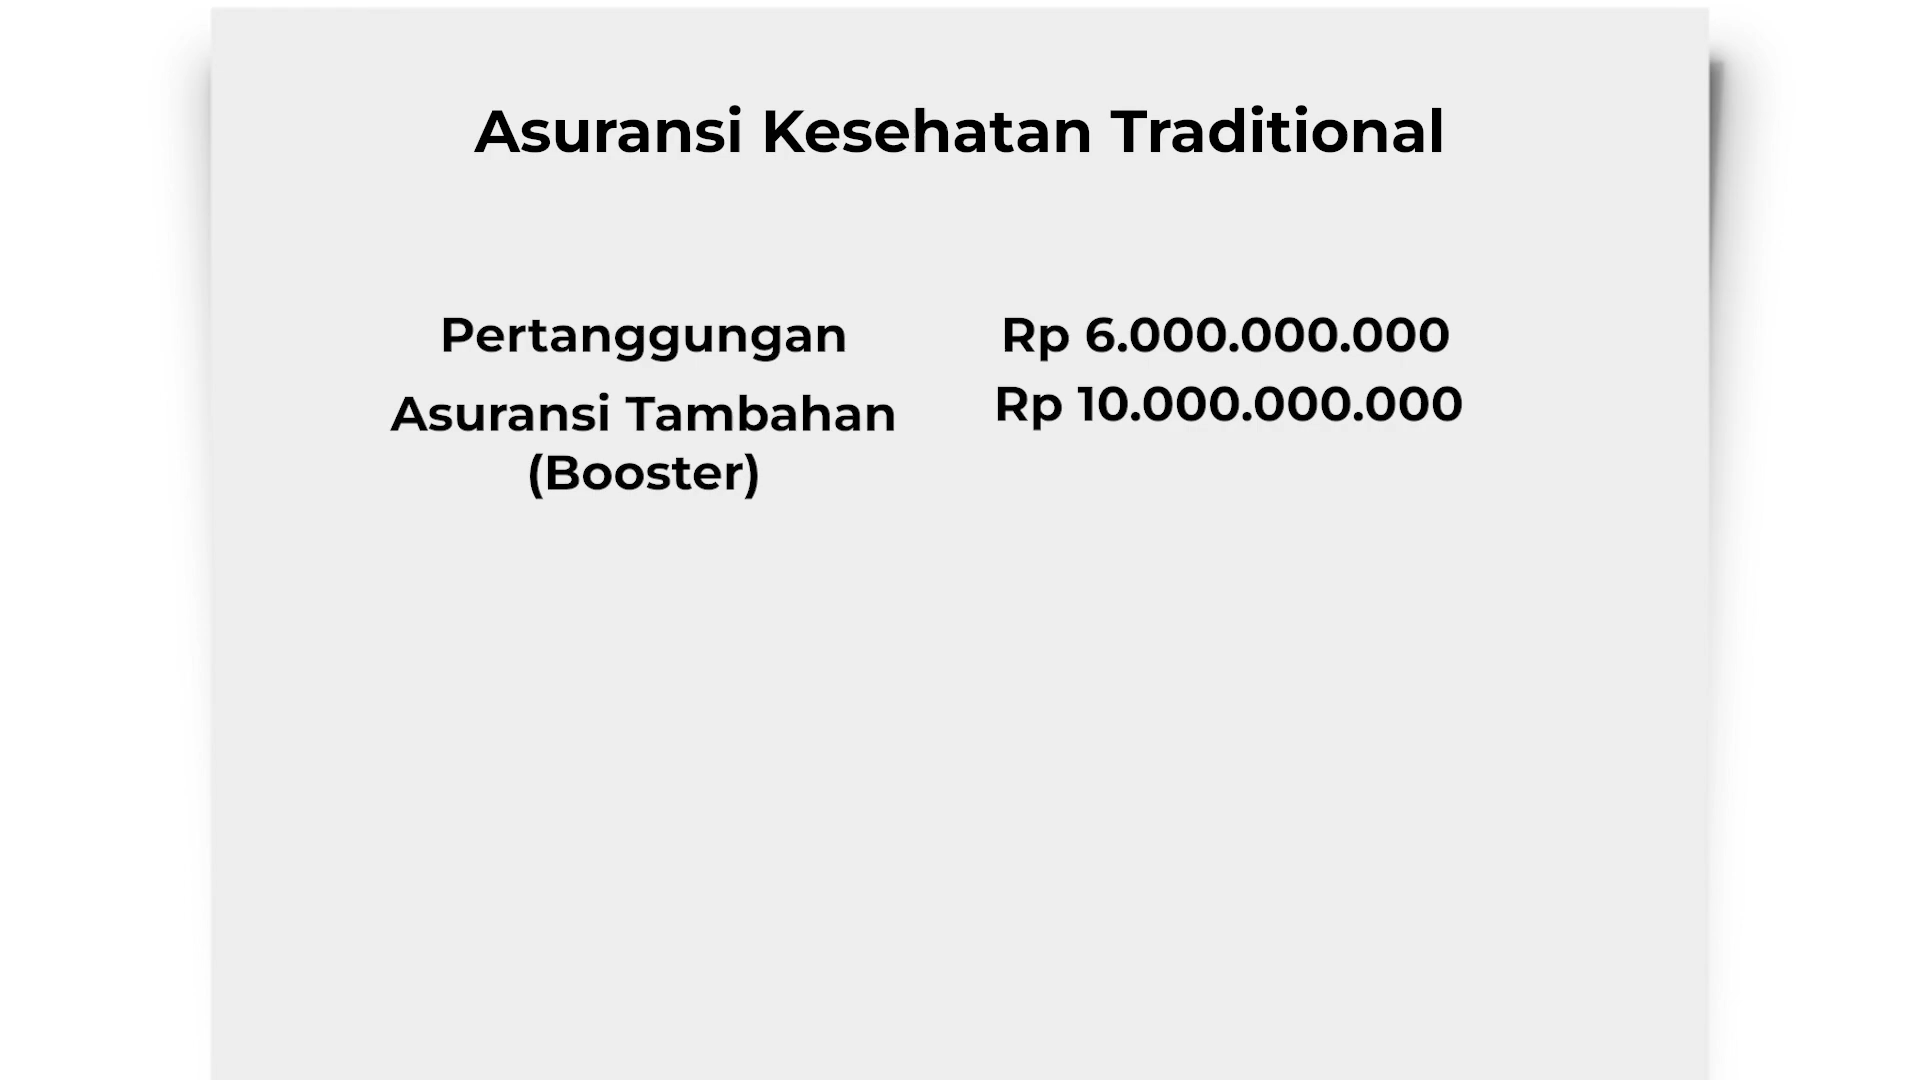 Asuransi Kesehatan Traditional
Pertanggungan Rp 6.000.000.000
Asuransi Tambahan Rp 10.000.000.000
(Booster)